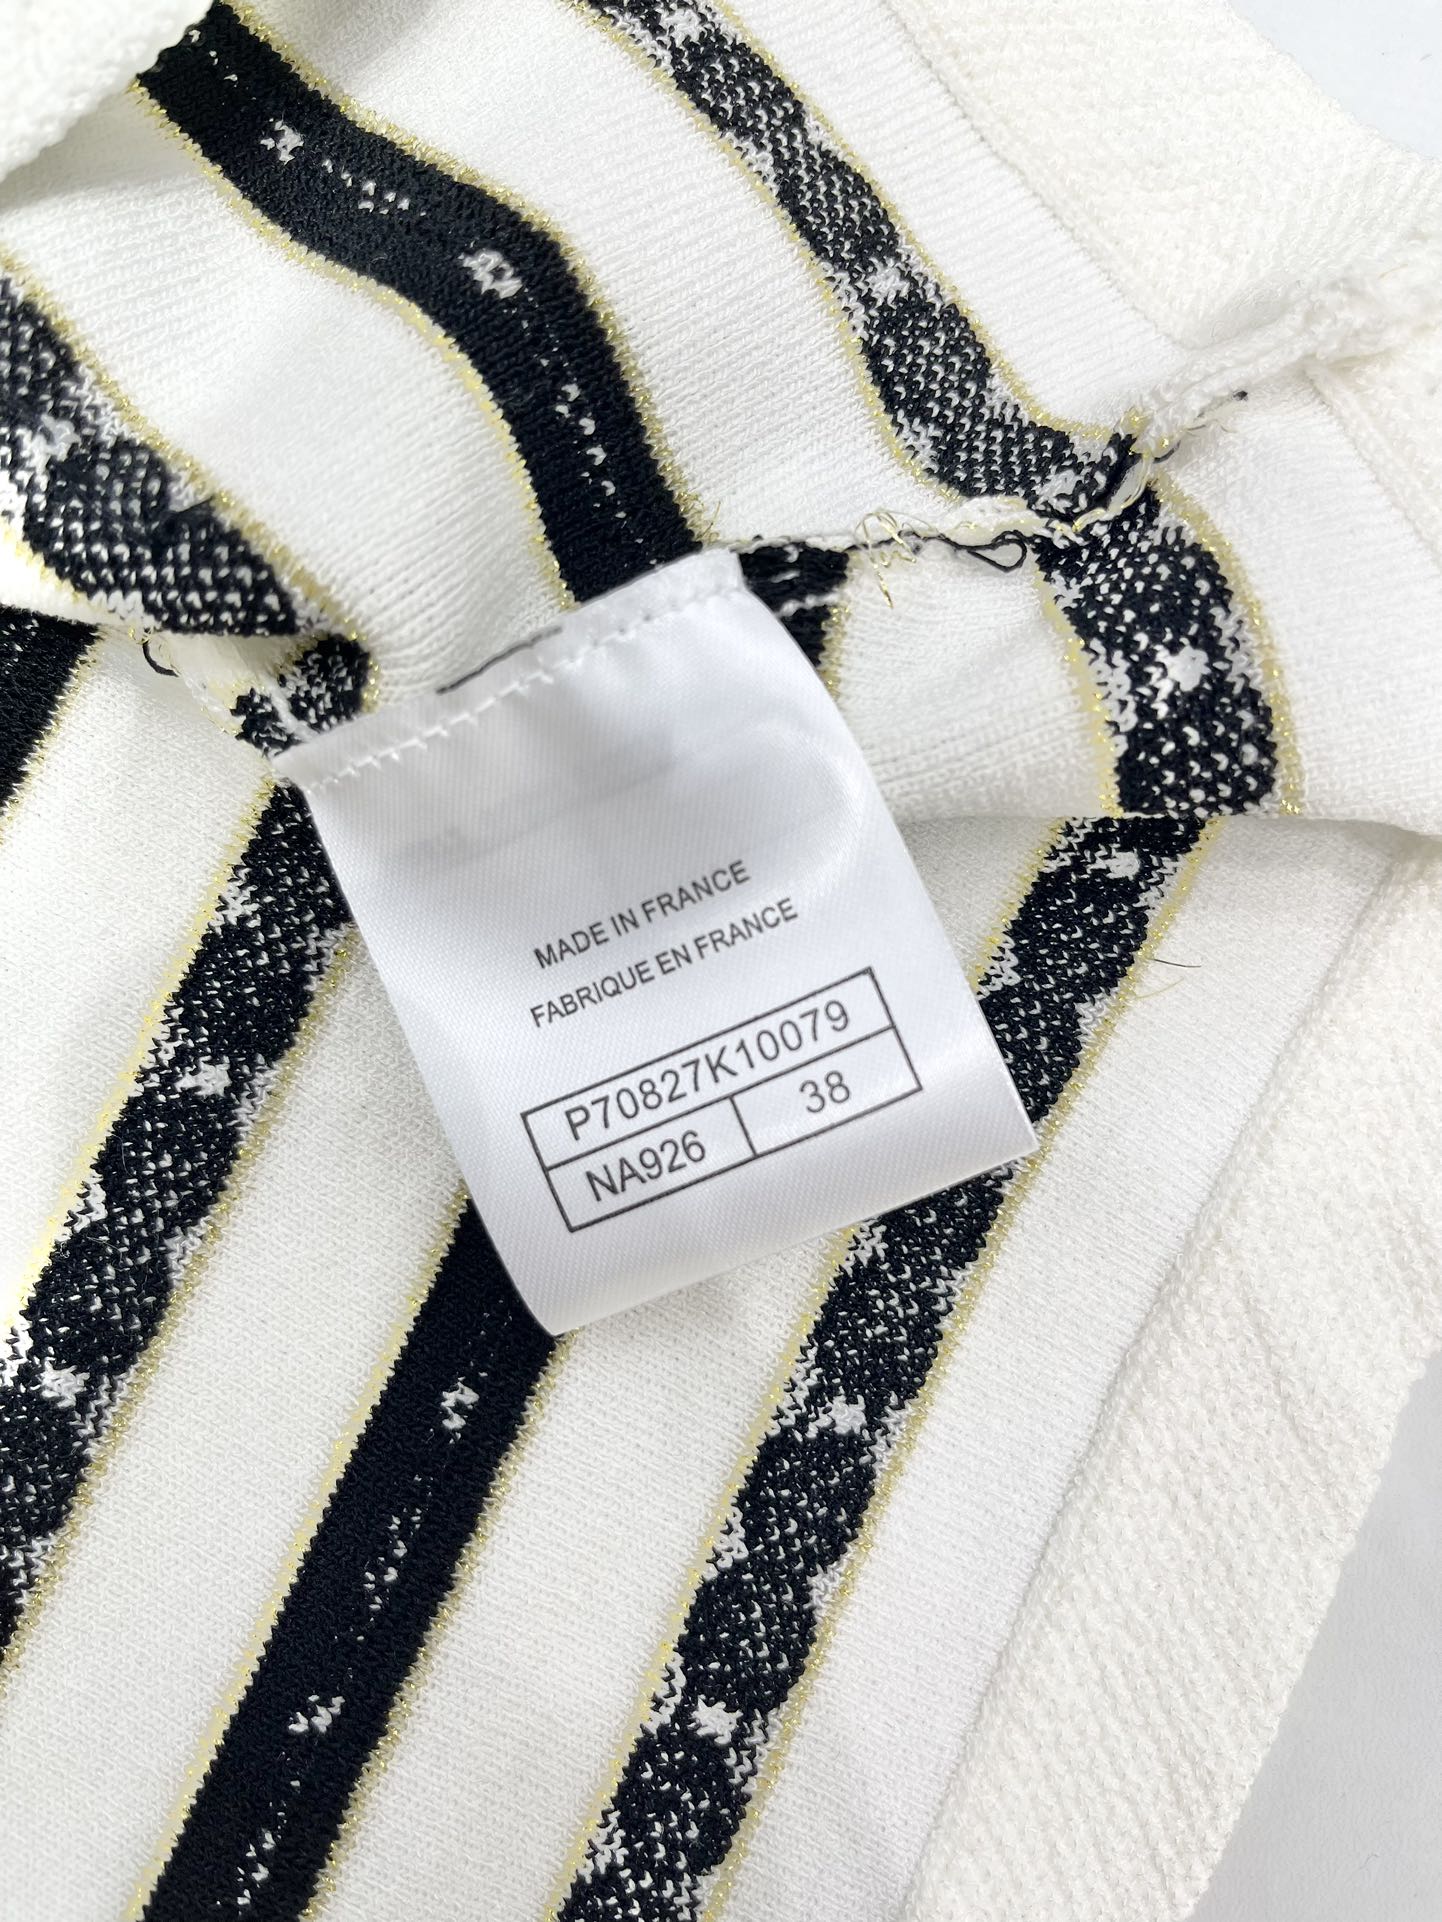 MADE IN FRANCE
FABRIQUE EN FRANCE
P70827K10079
NA926 38